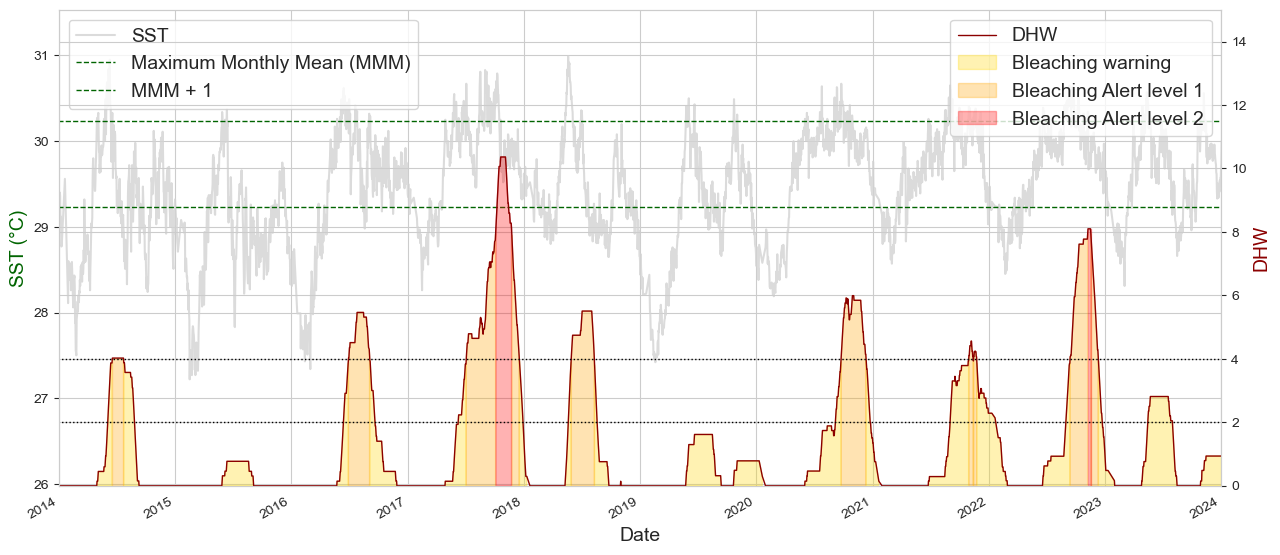 SST
Maximum Monthly Mean (MMM)
MMM + 1
DHW
Bleaching warning
Bleaching Alert level 1
Bleaching Alert level 2
SST (°C)
31
30
29
28
27
26
14
12
10
8
6
4
2
0
DHW
2014
2015
2016
2017
2018
2019
2020
2021
2022
2023
2024
Date